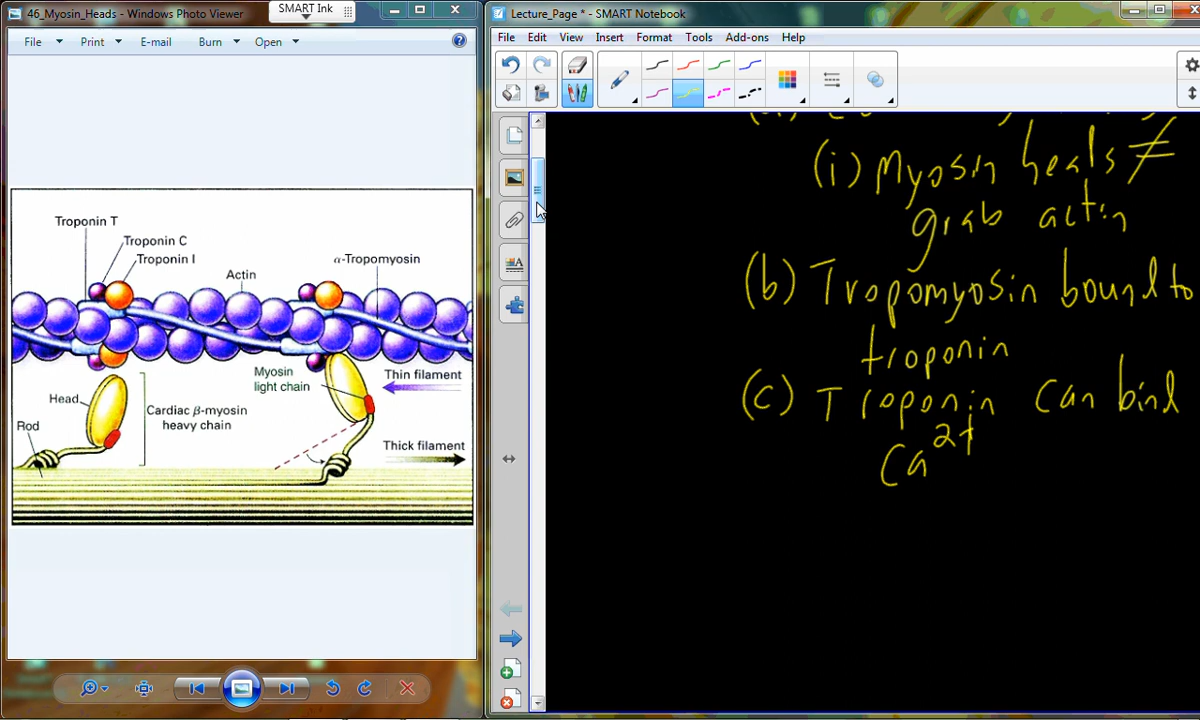 46_Myosin_Heads - Windows Photo Viewer
SMART Ink
File Print E-mail Burn Open
Troponin T
Troponin C
Troponin I
Actin
α-Tropomyosin
Myosin
light chain
Thin filament
Head
Cardiac β-myosin
heavy chain
Rod
Thick filament
Lecture_Page * - SMART Notebook
File Edit View Insert Format Tools Add-ons Help
(i) Myosin heads ≠
grab actin
(b) Tropomyosin bound to
troponin
(c) Troponin can bind
Ca2+